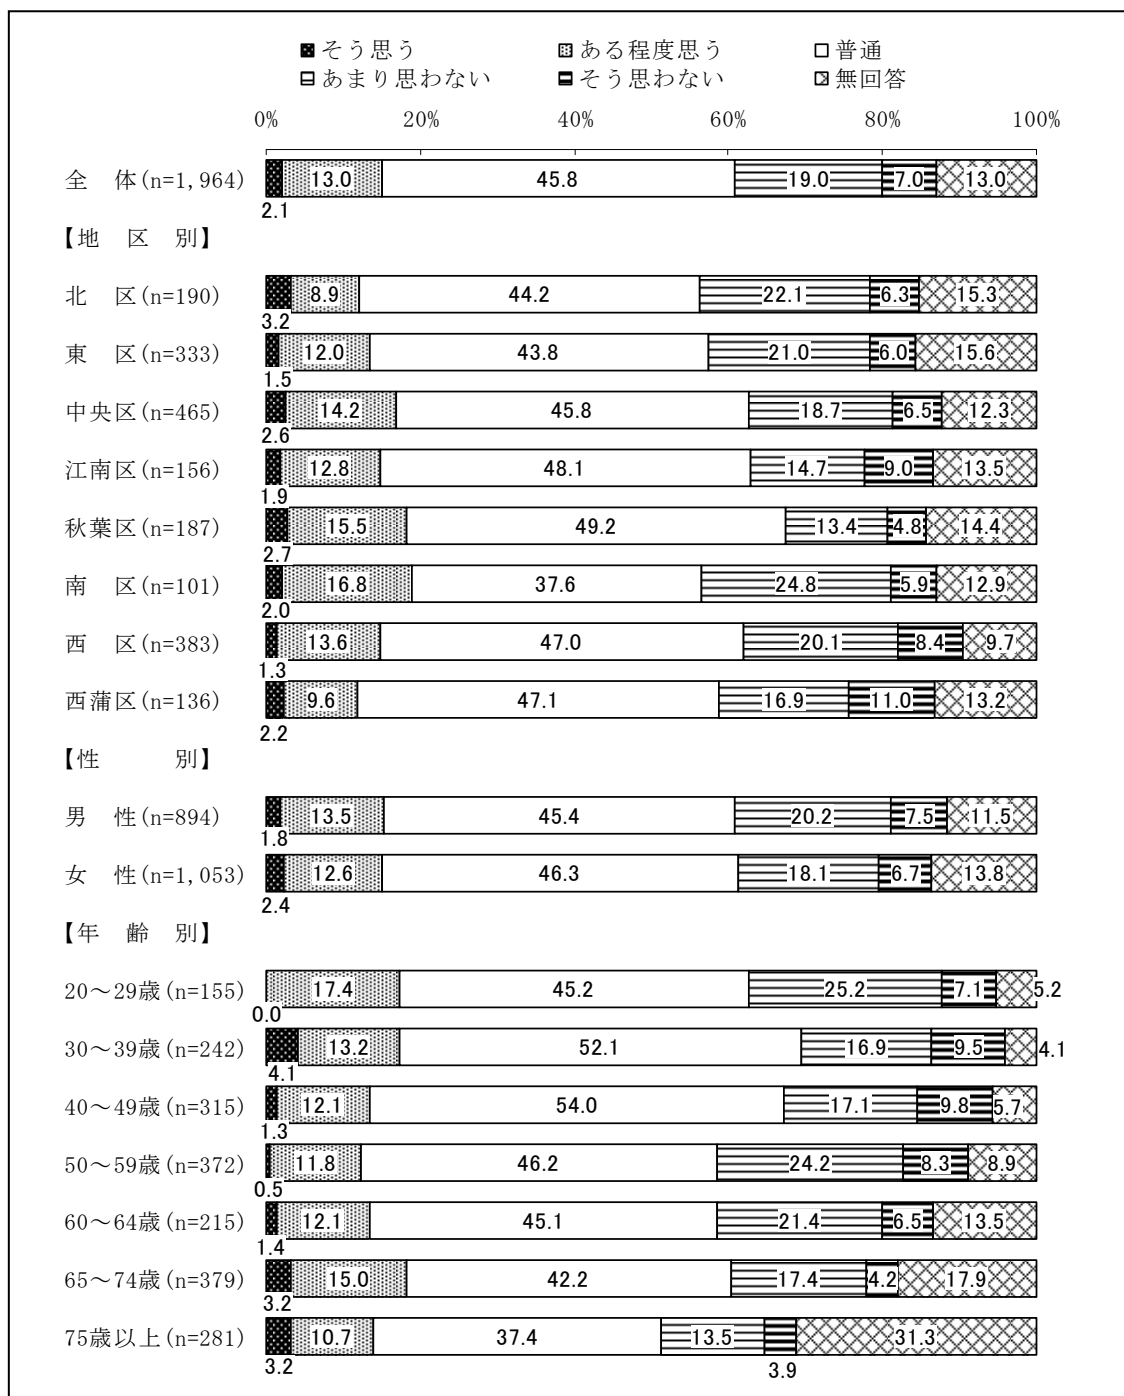 そう思う ある程度思う 普通
あまり思わない そう思わない 無回答
0% 20% 40% 60% 80% 100%
全 体(n=1,964) 13.0 45.8 19.0 7.0 13.0
2.1
【地 区 別】
北 区(n=190) 8.9 44.2 22.1 6.3 15.3
3.2
東 区(n=333) 12.0 43.8 21.0 6.0 15.6
1.5
中央区(n=465) 14.2 45.8 18.7 6.5 12.3
2.6
江南区(n=156) 12.8 48.1 14.7 9.0 13.5
1.9
秋葉区(n=187) 15.5 49.2 13.4 4.8 14.4
2.7
南 区(n=101) 16.8 37.6 24.8 5.9 12.9
2.0
西 区(n=383) 13.6 47.0 20.1 8.4 9.7
1.3
西蒲区(n=136) 9.6 47.1 16.9 11.0 13.2
2.2
【性 別】
男 性(n=894) 13.5 45.4 20.2 7.5 11.5
1.8
女 性(n=1,053) 12.6 46.3 18.1 6.7 13.8
2.4
【年 齢 別】
20～29歳(n=155) 17.4 45.2 25.2 7.1 5.2
0.0
30～39歳(n=242) 13.2 52.1 16.9 9.5 4.1
4.1
40～49歳(n=315) 12.1 54.0 17.1 9.8 5.7
1.3
50～59歳(n=372) 11.8 46.2 24.2 8.3 8.9
0.5
60～64歳(n=215) 12.1 45.1 21.4 6.5 13.5
1.4
65～74歳(n=379) 15.0 42.2 17.4 4.2 17.9
3.2
75歳以上(n=281) 10.7 37.4 13.5 31.3
3.2 3.9